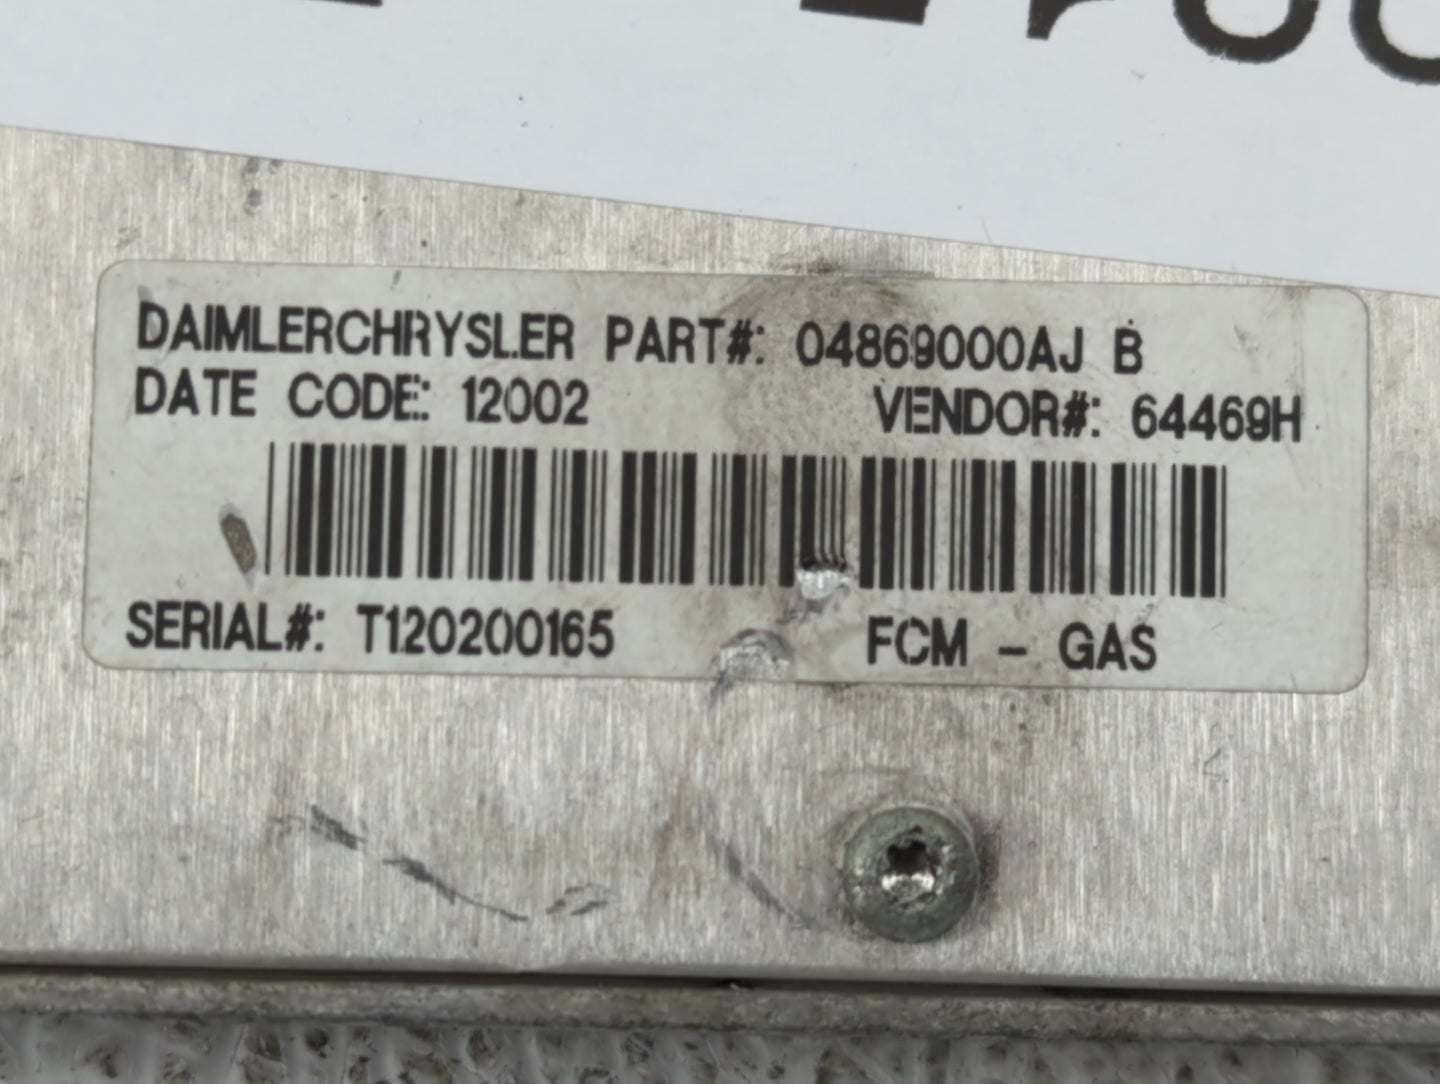 DAIMLERCHRYSLER PART#: 04869000AJ B
DATE CODE: 12002 VENDOR#: 64469H
SERIAL#: T120200165 FCM - GAS